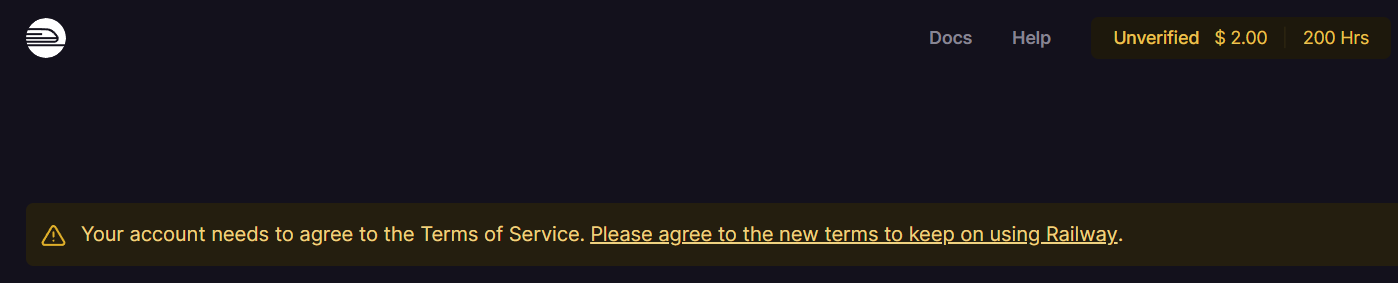 Docs Help Unverified $ 2.00 200 Hrs
Your account needs to agree to the Terms of Service. Please agree to the new terms to keep on using Railway.